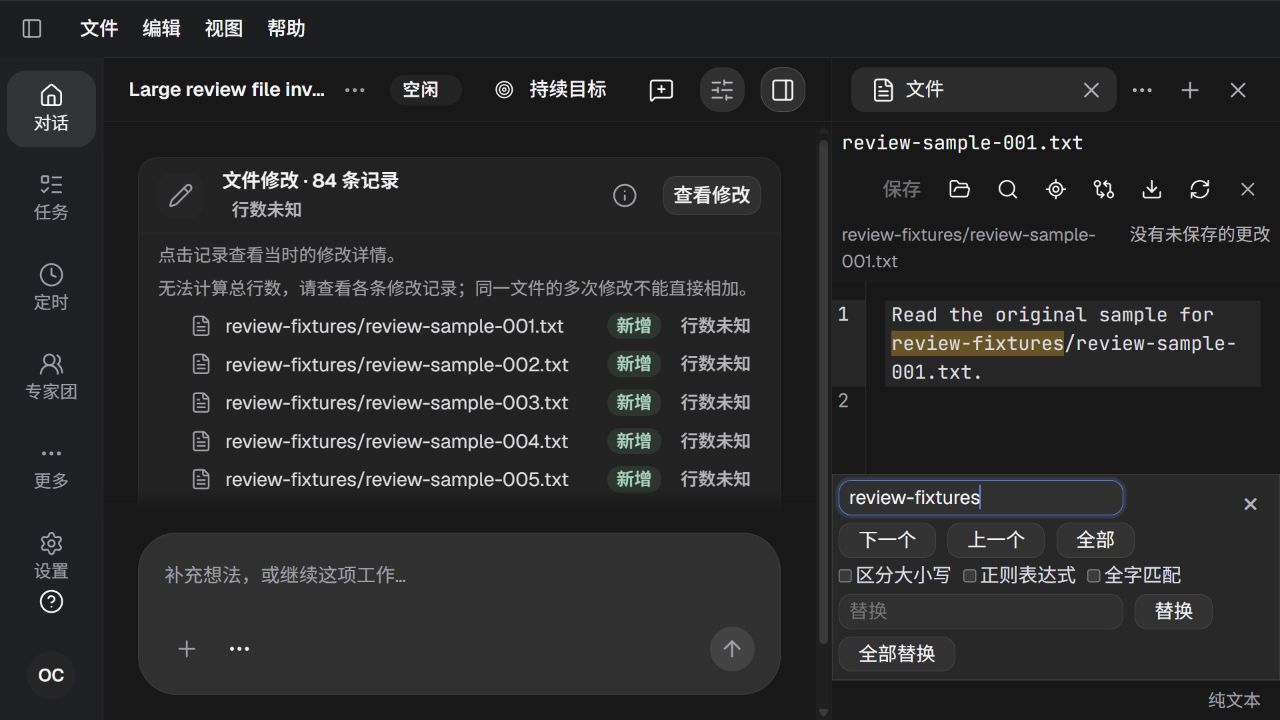 文件 编辑 视图 帮助
对话
任务
定时
专家团
更多
设置
OC
Large review file inv... 空闲 持续目标
文件修改 · 84 条记录
行数未知
查看修改
点击记录查看当时的修改详情。
无法计算总行数，请查看各条修改记录；同一文件的多次修改不能直接相加。
review-fixtures/review-sample-001.txt 新增 行数未知
review-fixtures/review-sample-002.txt 新增 行数未知
review-fixtures/review-sample-003.txt 新增 行数未知
review-fixtures/review-sample-004.txt 新增 行数未知
review-fixtures/review-sample-005.txt 新增 行数未知
补充想法，或继续这项工作...
文件
review-sample-001.txt
保存
review-fixtures/review-sample-
001.txt
没有未保存的更改
1 Read the original sample for
review-fixtures/review-sample-
001.txt.
2
review-fixtures
下一个 上一个 全部
区分大小写 正则表达式 全字匹配
替换 替换
全部替换
纯文本